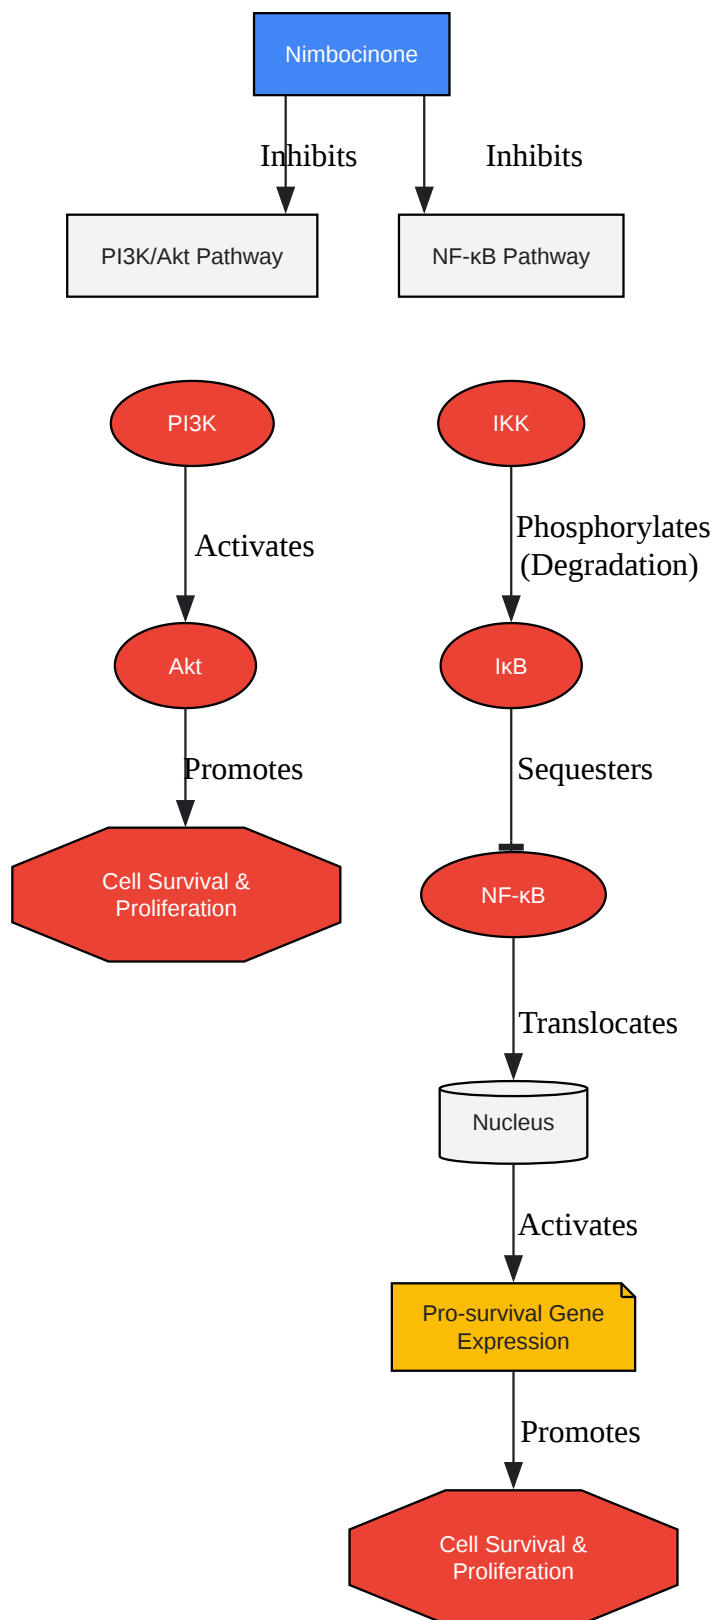 Nimbocinone
Inhibits
Inhibits
PI3K/Akt Pathway
NF-κB Pathway
PI3K
IKK
Activates
Phosphorylates
(Degradation)
Akt
IκB
Promotes
Sequesters
Cell Survival &
Proliferation
NF-κB
Translocates
Nucleus
Activates
Pro-survival Gene
Expression
Promotes
Cell Survival &
Proliferation